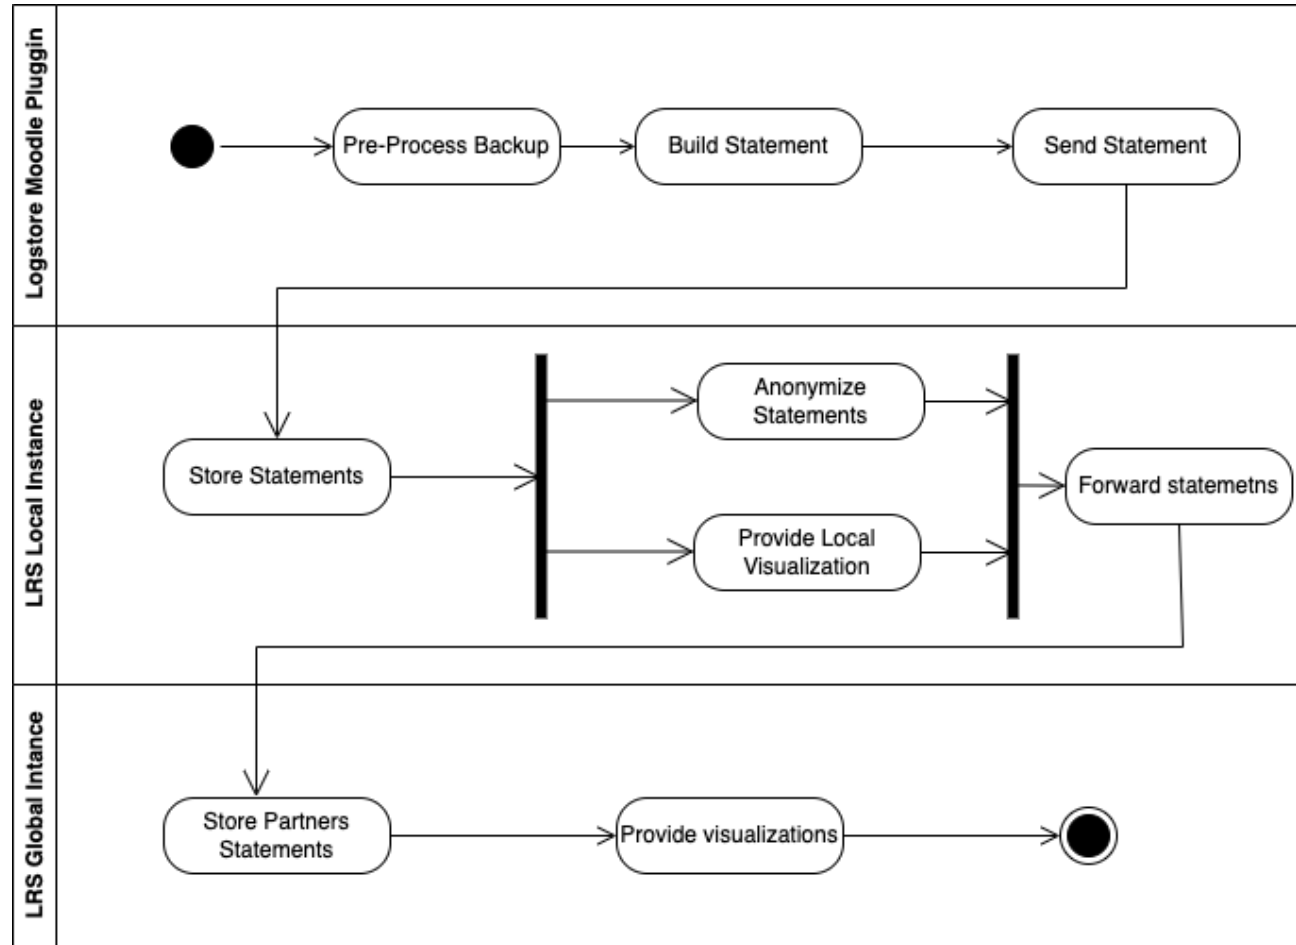 Logstore Moodle Pluggin
Pre-Process Backup
Build Statement
Send Statement
LRS Local Instance
Store Statements
Anonymize
Statements
Provide Local
Visualization
Forward statemetns
LRS Global Intance
Store Partners
Statements
Provide visualizations